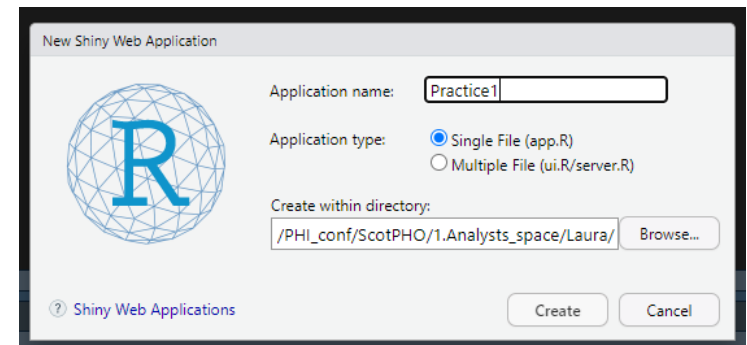 New Shiny Web Application
R
Application name: Practice1
Application type: Single File (app.R)
Multiple File (ui.R/server.R)
Create within directory:
/PHI_conf/ScotPHO/1.Analysts_space/Laura/ Browse...
? Shiny Web Applications Create Cancel